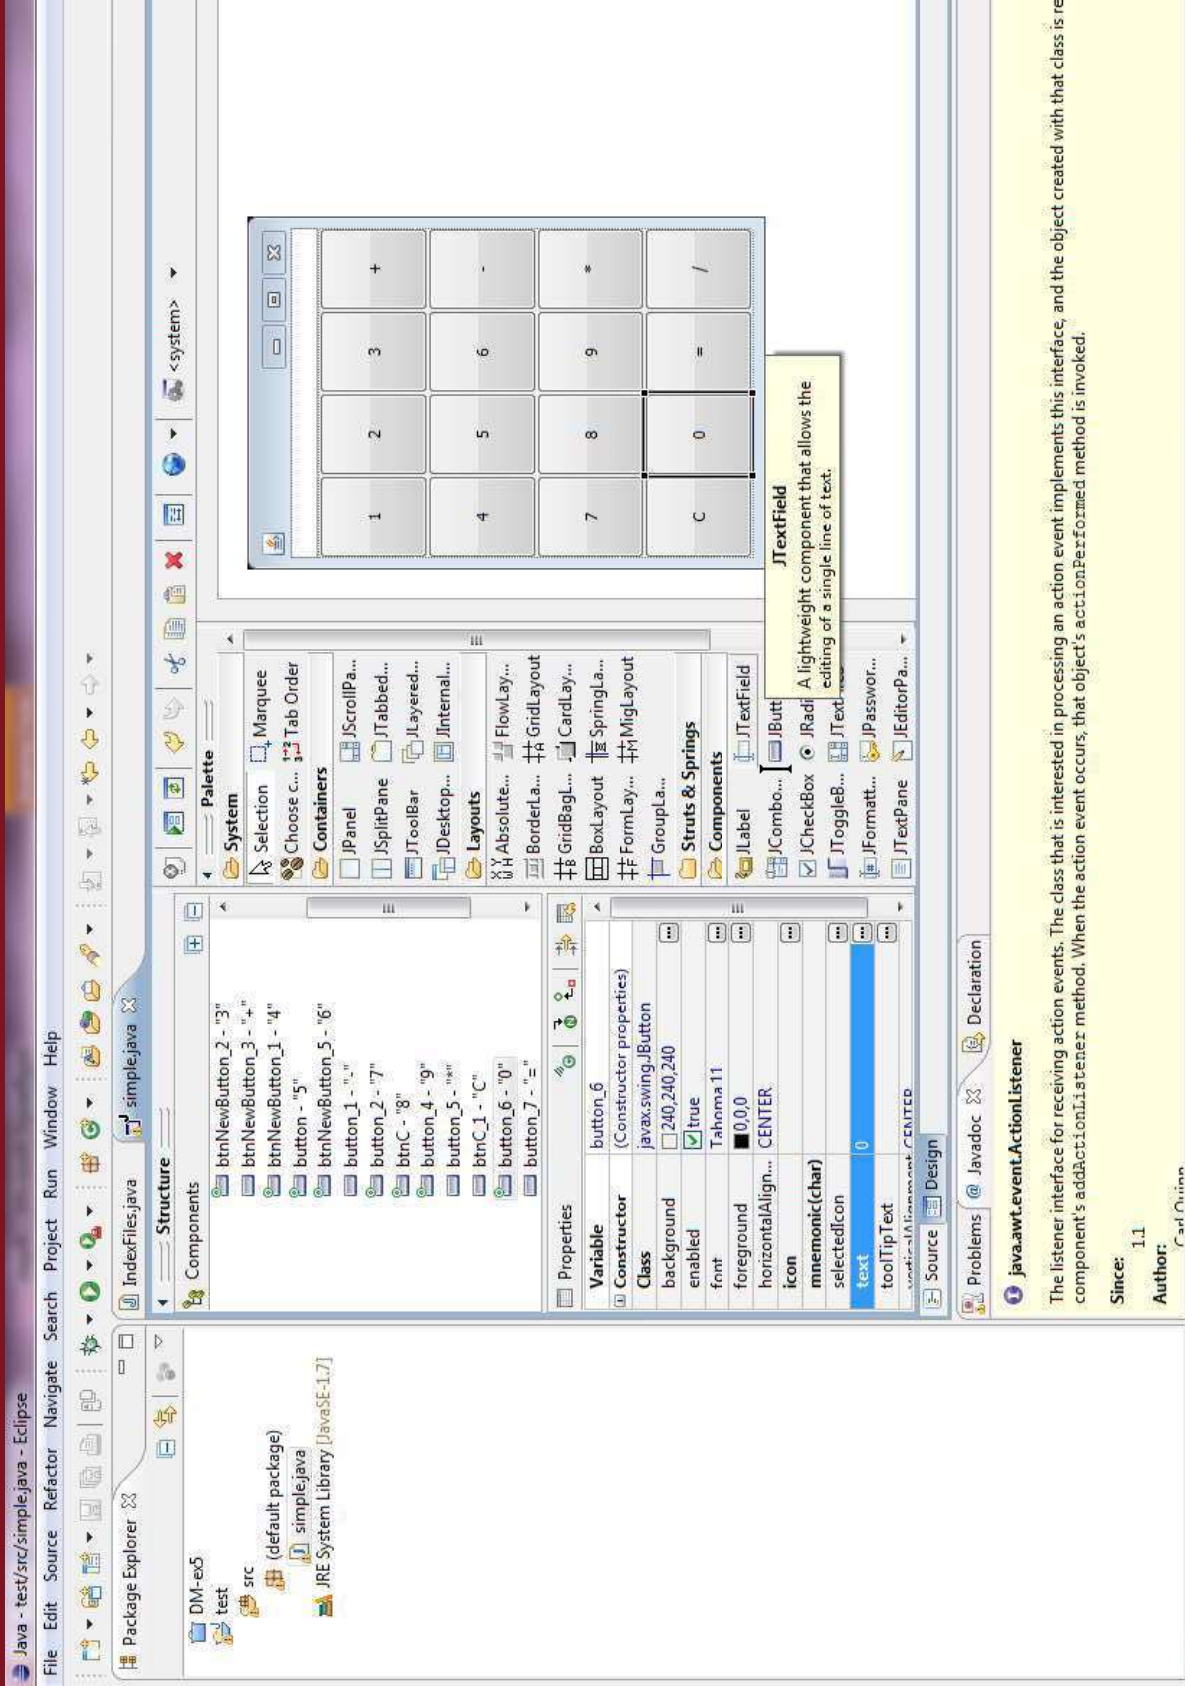 Java - test/src/simple.java - Eclipse
File Edit Source Refactor Navigate Search Project Run Window Help
Package Explorer
DM-ex5
test
src
(default package)
simple.java
JRE System Library [JavaSE-1.7]
IndexFiles.java simple.java
Structure
Components
btnNewButton_2 - "3"
btnNewButton_3 - "+"
btnNewButton_1 - "4"
button - "5"
btnNewButton_5 - "6"
button_1 - "-"
button_2 - "7"
btnC - "8"
button_4 - "9"
button_5 - "*"
btnC_1 - "C"
button_6 - "0"
button_7 - "="
Properties
Variable button_6
Constructor (Constructor properties)
Class javax.swing.JButton
background 240,240,240
enabled true
font Tahoma 11
foreground 0,0,0
horizontalAlign... CENTER
icon
mnemonic(char)
selectedIcon
text 0
toolTipText
verticalAlignment CENTER
Source Design
<system>
Palette
System
Selection Marquee
Choose c... Tab Order
Containers
JPanel JScrollPa...
JSplitPane JTabbed...
JToolBar JLayered...
JDesktop... JInternal...
Layouts
Absolute... FlowLay...
BorderLa... GridLayout
GridBagL... CardLay...
BoxLayout SpringLa...
FormLay... MigLayout
GroupLa...
Struts & Springs
Components
JLabel JTextField
JCombo... JButt
JCheckBox JRadi
JToggleB... JText
JFormatt... JPasswor...
JTextPane JEditorPa...
1 2 3 +
4 5 6 -
7 8 9 *
C 0 = /
JTextField
A lightweight component that allows the
editing of a single line of text.
Problems @ Javadoc Declaration
java.awt.event.ActionListener
The listener interface for receiving action events. The class that is interested in processing an action event implements this interface, and the object created with that class is re
component's addActionListener method. When the action event occurs, that object's actionPerformed method is invoked.
Since:
1.1
Author:
Carl Quinn